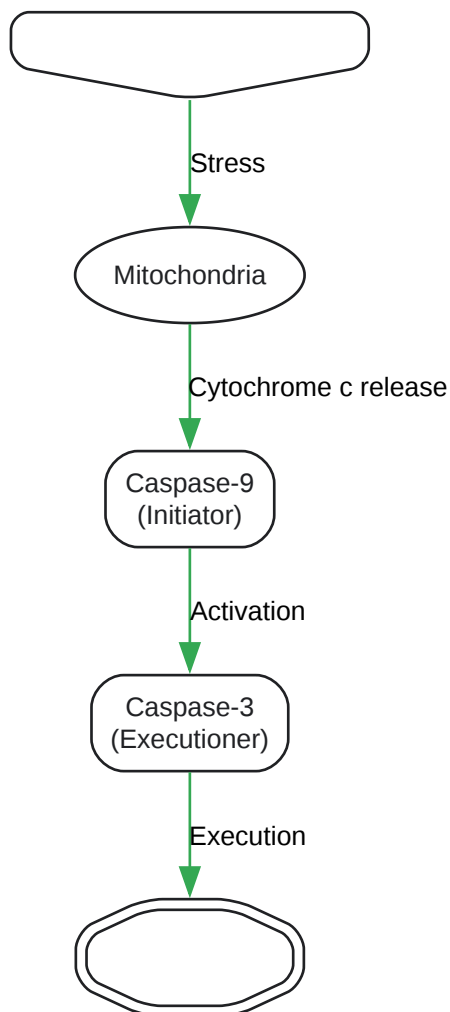 Stress
Mitochondria
Cytochrome c release
Caspase-9
(Initiator)
Activation
Caspase-3
(Executioner)
Execution